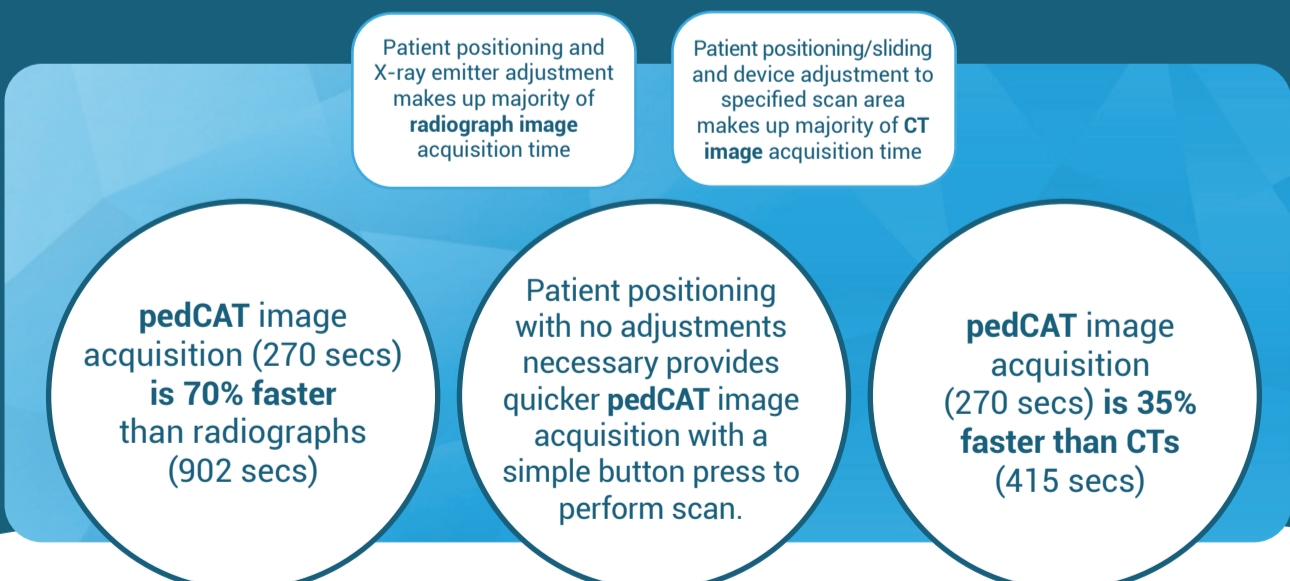 Patient positioning and
X-ray emitter adjustment
makes up majority of
radiograph image
acquisition time
Patient positioning/sliding
and device adjustment to
specified scan area
makes up majority of CT
image acquisition time
pedCAT image
acquisition (270 secs)
is 70% faster
than radiographs
(902 secs)
Patient positioning
with no adjustments
necessary provides
quicker pedCAT image
acquisition with a
simple button press to
perform scan.
pedCAT image
acquisition
(270 secs) is 35%
faster than CTs
(415 secs)